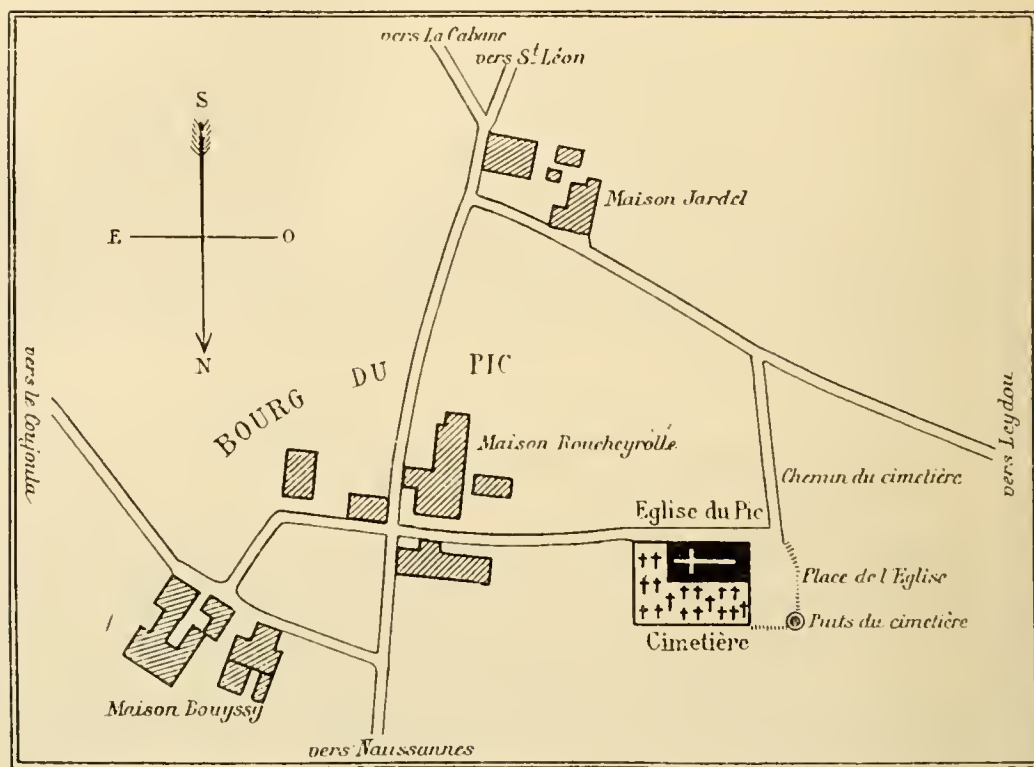 vers La Cabane
vers St. Léon
S
Maison Jardel
E
O
N
BOURG DU PIC
vers le Coujoula
vers Leydou
Maison Roucheyrolle
Chemin du cimetière
Eglise du Pic
Place de l'Eglise
Puits du cimetière
Cimetière
Maison Bouyssy
vers Naussannes